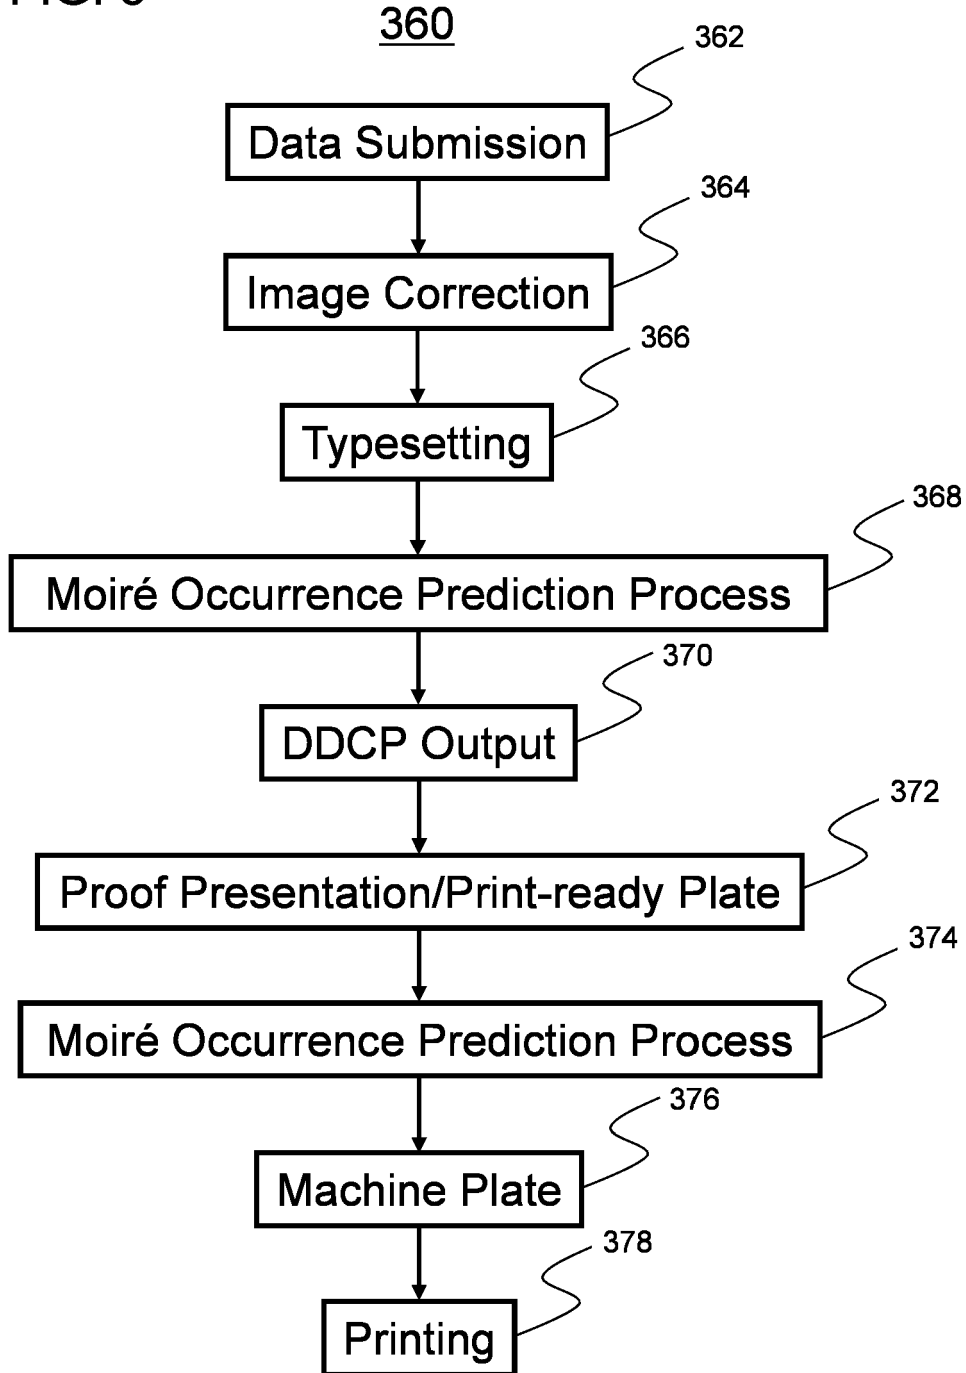 360
362
Data Submission
364
Image Correction
366
Typesetting
368
Moiré Occurrence Prediction Process
370
DDCP Output
372
Proof Presentation/Print-ready Plate
374
Moiré Occurrence Prediction Process
376
Machine Plate
378
Printing